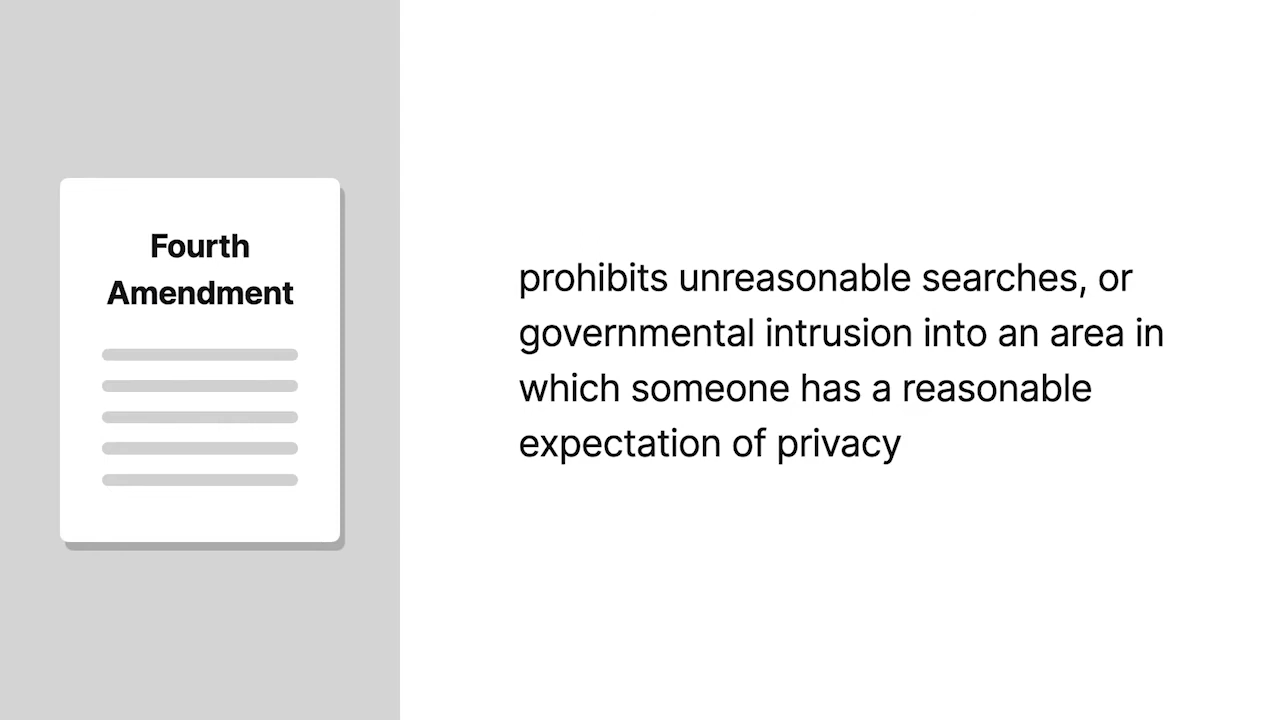 Fourth
Amendment
prohibits unreasonable searches, or
governmental intrusion into an area in
which someone has a reasonable
expectation of privacy